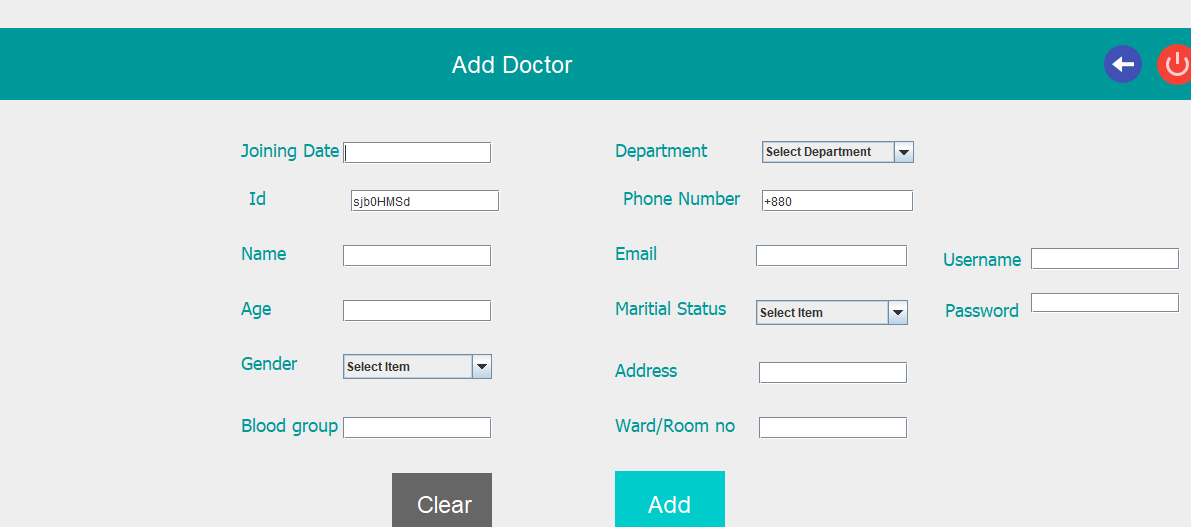 Add Doctor
Joining Date
Department Select Department
Id sjb0HMSd
Phone Number +880
Name
Email
Username
Age
Maritial Status Select Item
Password
Gender Select Item
Address
Blood group
Ward/Room no
Clear
Add